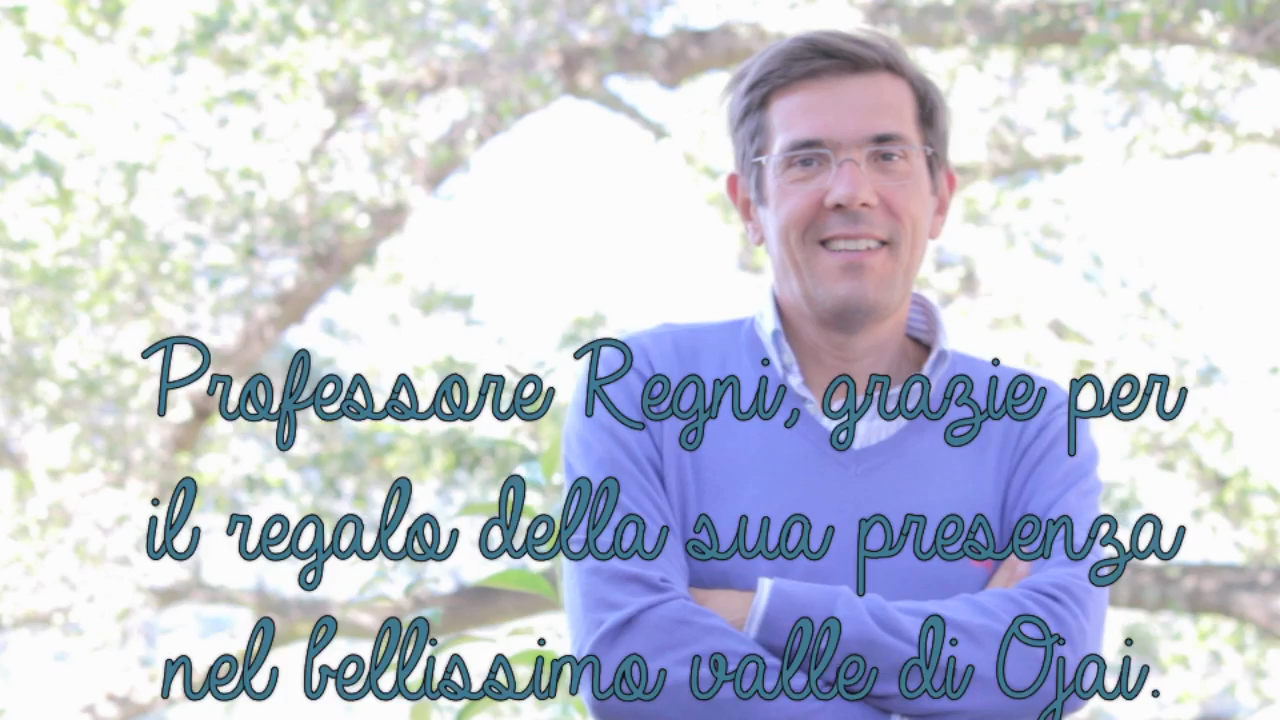 Professore Regni, grazie per
il regalo della sua presenza
nel bellissimo valle di Ojai.